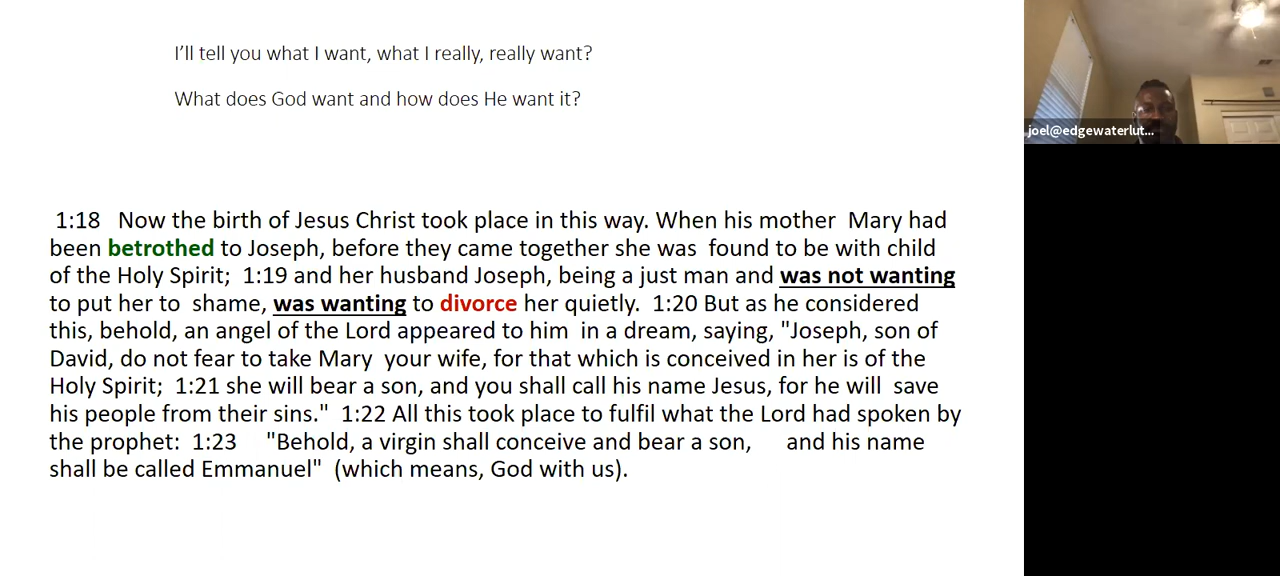 I’ll tell you what I want, what I really, really want?
What does God want and how does He want it?
joel@edgewaterlut...
1:18 Now the birth of Jesus Christ took place in this way. When his mother Mary had
been betrothed to Joseph, before they came together she was found to be with child
of the Holy Spirit; 1:19 and her husband Joseph, being a just man and was not wanting
to put her to shame, was wanting to divorce her quietly. 1:20 But as he considered
this, behold, an angel of the Lord appeared to him in a dream, saying, "Joseph, son of
David, do not fear to take Mary your wife, for that which is conceived in her is of the
Holy Spirit; 1:21 she will bear a son, and you shall call his name Jesus, for he will save
his people from their sins." 1:22 All this took place to fulfil what the Lord had spoken by
the prophet: 1:23 "Behold, a virgin shall conceive and bear a son, and his name
shall be called Emmanuel" (which means, God with us).